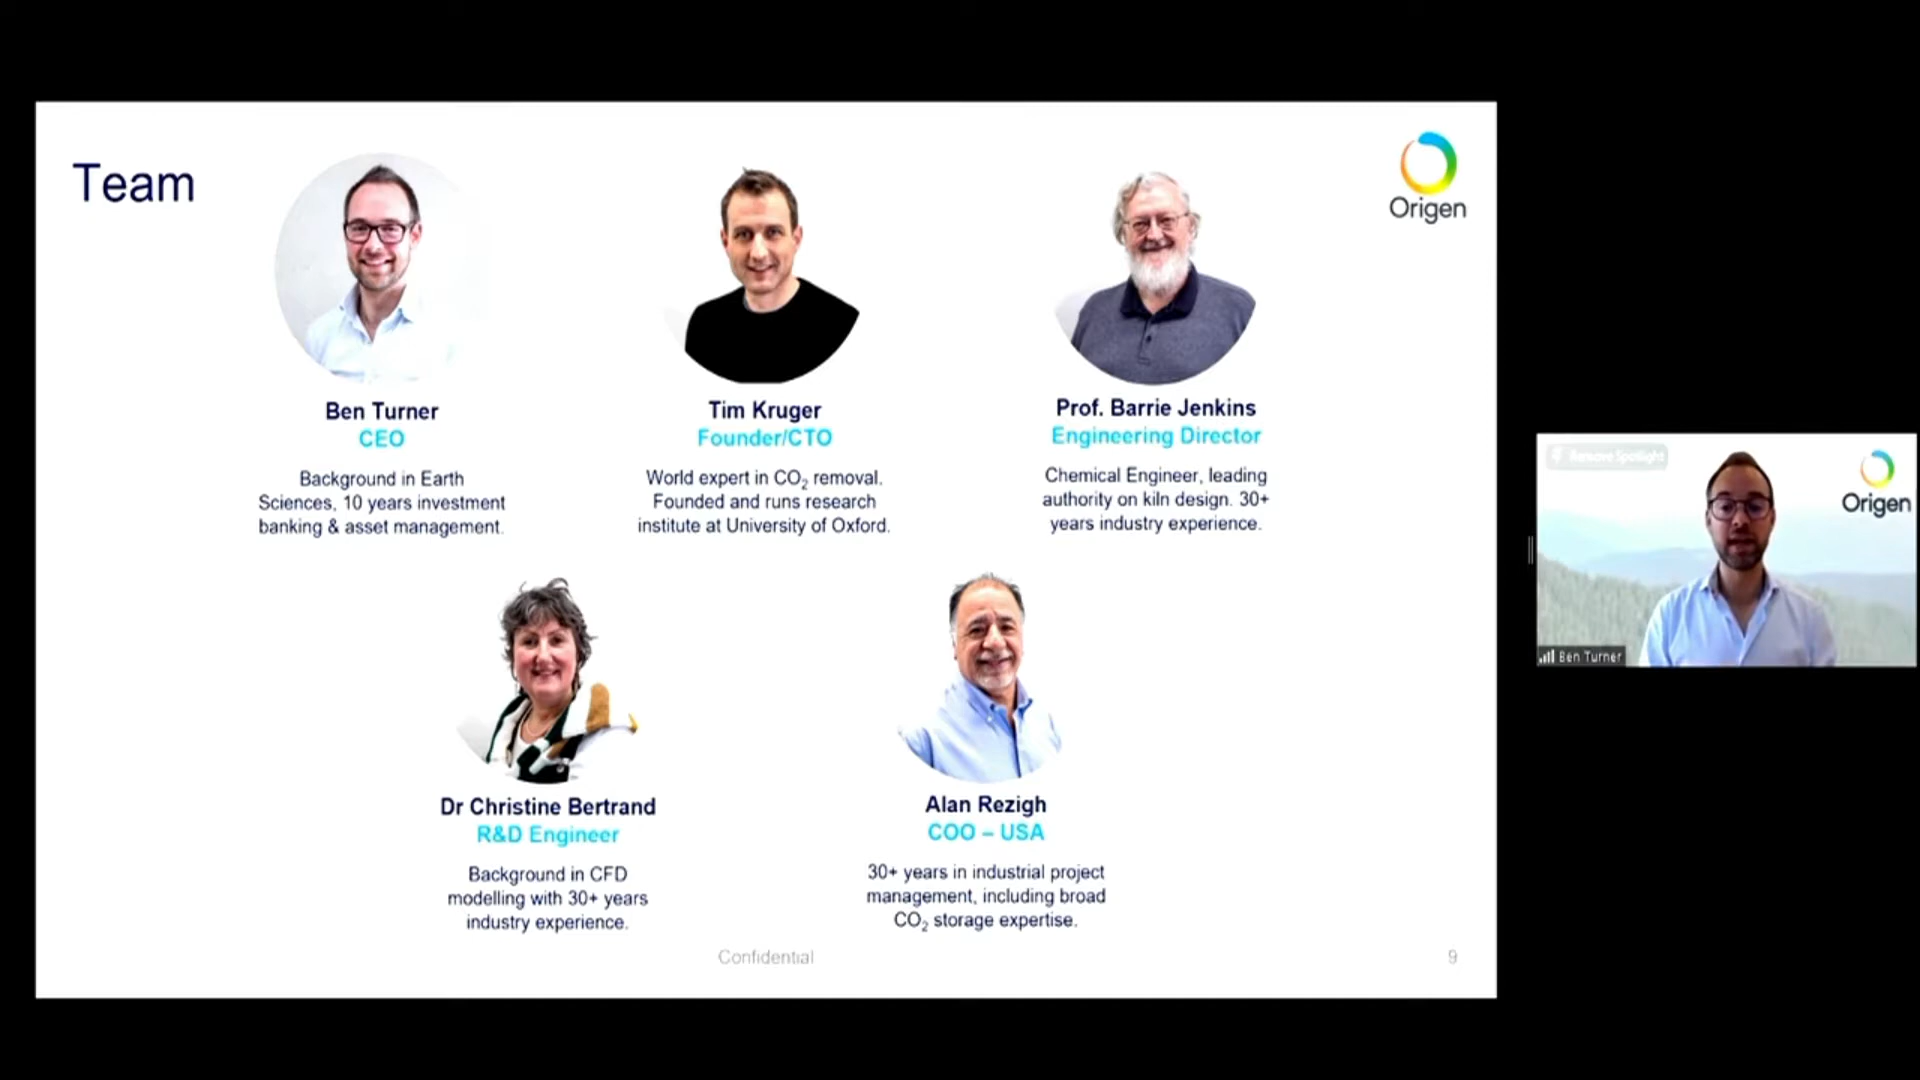 Team
Origen
Ben Turner
CEO
Background in Earth
Sciences, 10 years investment
banking & asset management.
Tim Kruger
Founder/CTO
World expert in CO₂ removal.
Founded and runs research
institute at University of Oxford.
Prof. Barrie Jenkins
Engineering Director
Chemical Engineer, leading
authority on kiln design. 30+
years industry experience.
Dr Christine Bertrand
R&D Engineer
Background in CFD
modelling with 30+ years
industry experience.
Alan Rezigh
COO – USA
30+ years in industrial project
management, including broad
CO₂ storage expertise.
Confidential
9
Remove Spotlight
Origen
Ben Turner